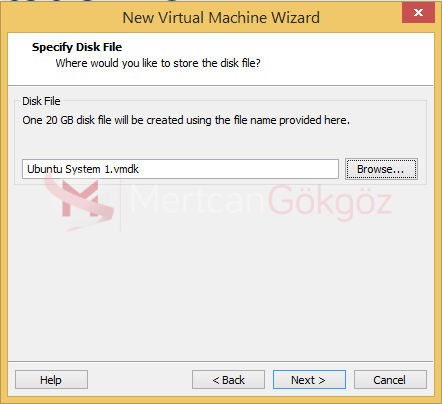 New Virtual Machine Wizard
Specify Disk File
Where would you like to store the disk file?
Disk File
One 20 GB disk file will be created using the file name provided here.
Ubuntu System 1.vmdk
Browse...
MertcanGökgöz
Help
< Back
Next >
Cancel